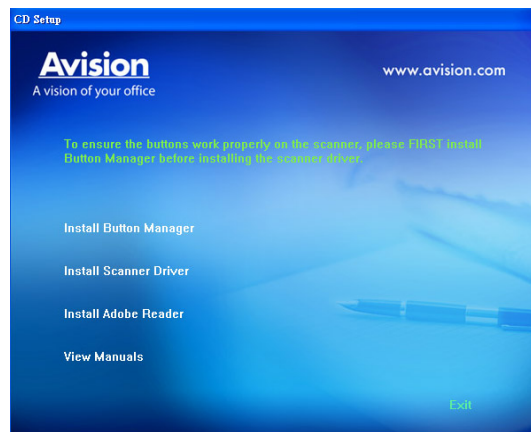 CD Setup
Avision
A vision of your office
www.avision.com
To ensure the buttons work properly on the scanner, please FIRST install
Button Manager before installing the scanner driver.
Install Button Manager
Install Scanner Driver
Install Adobe Reader
View Manuals
Exit